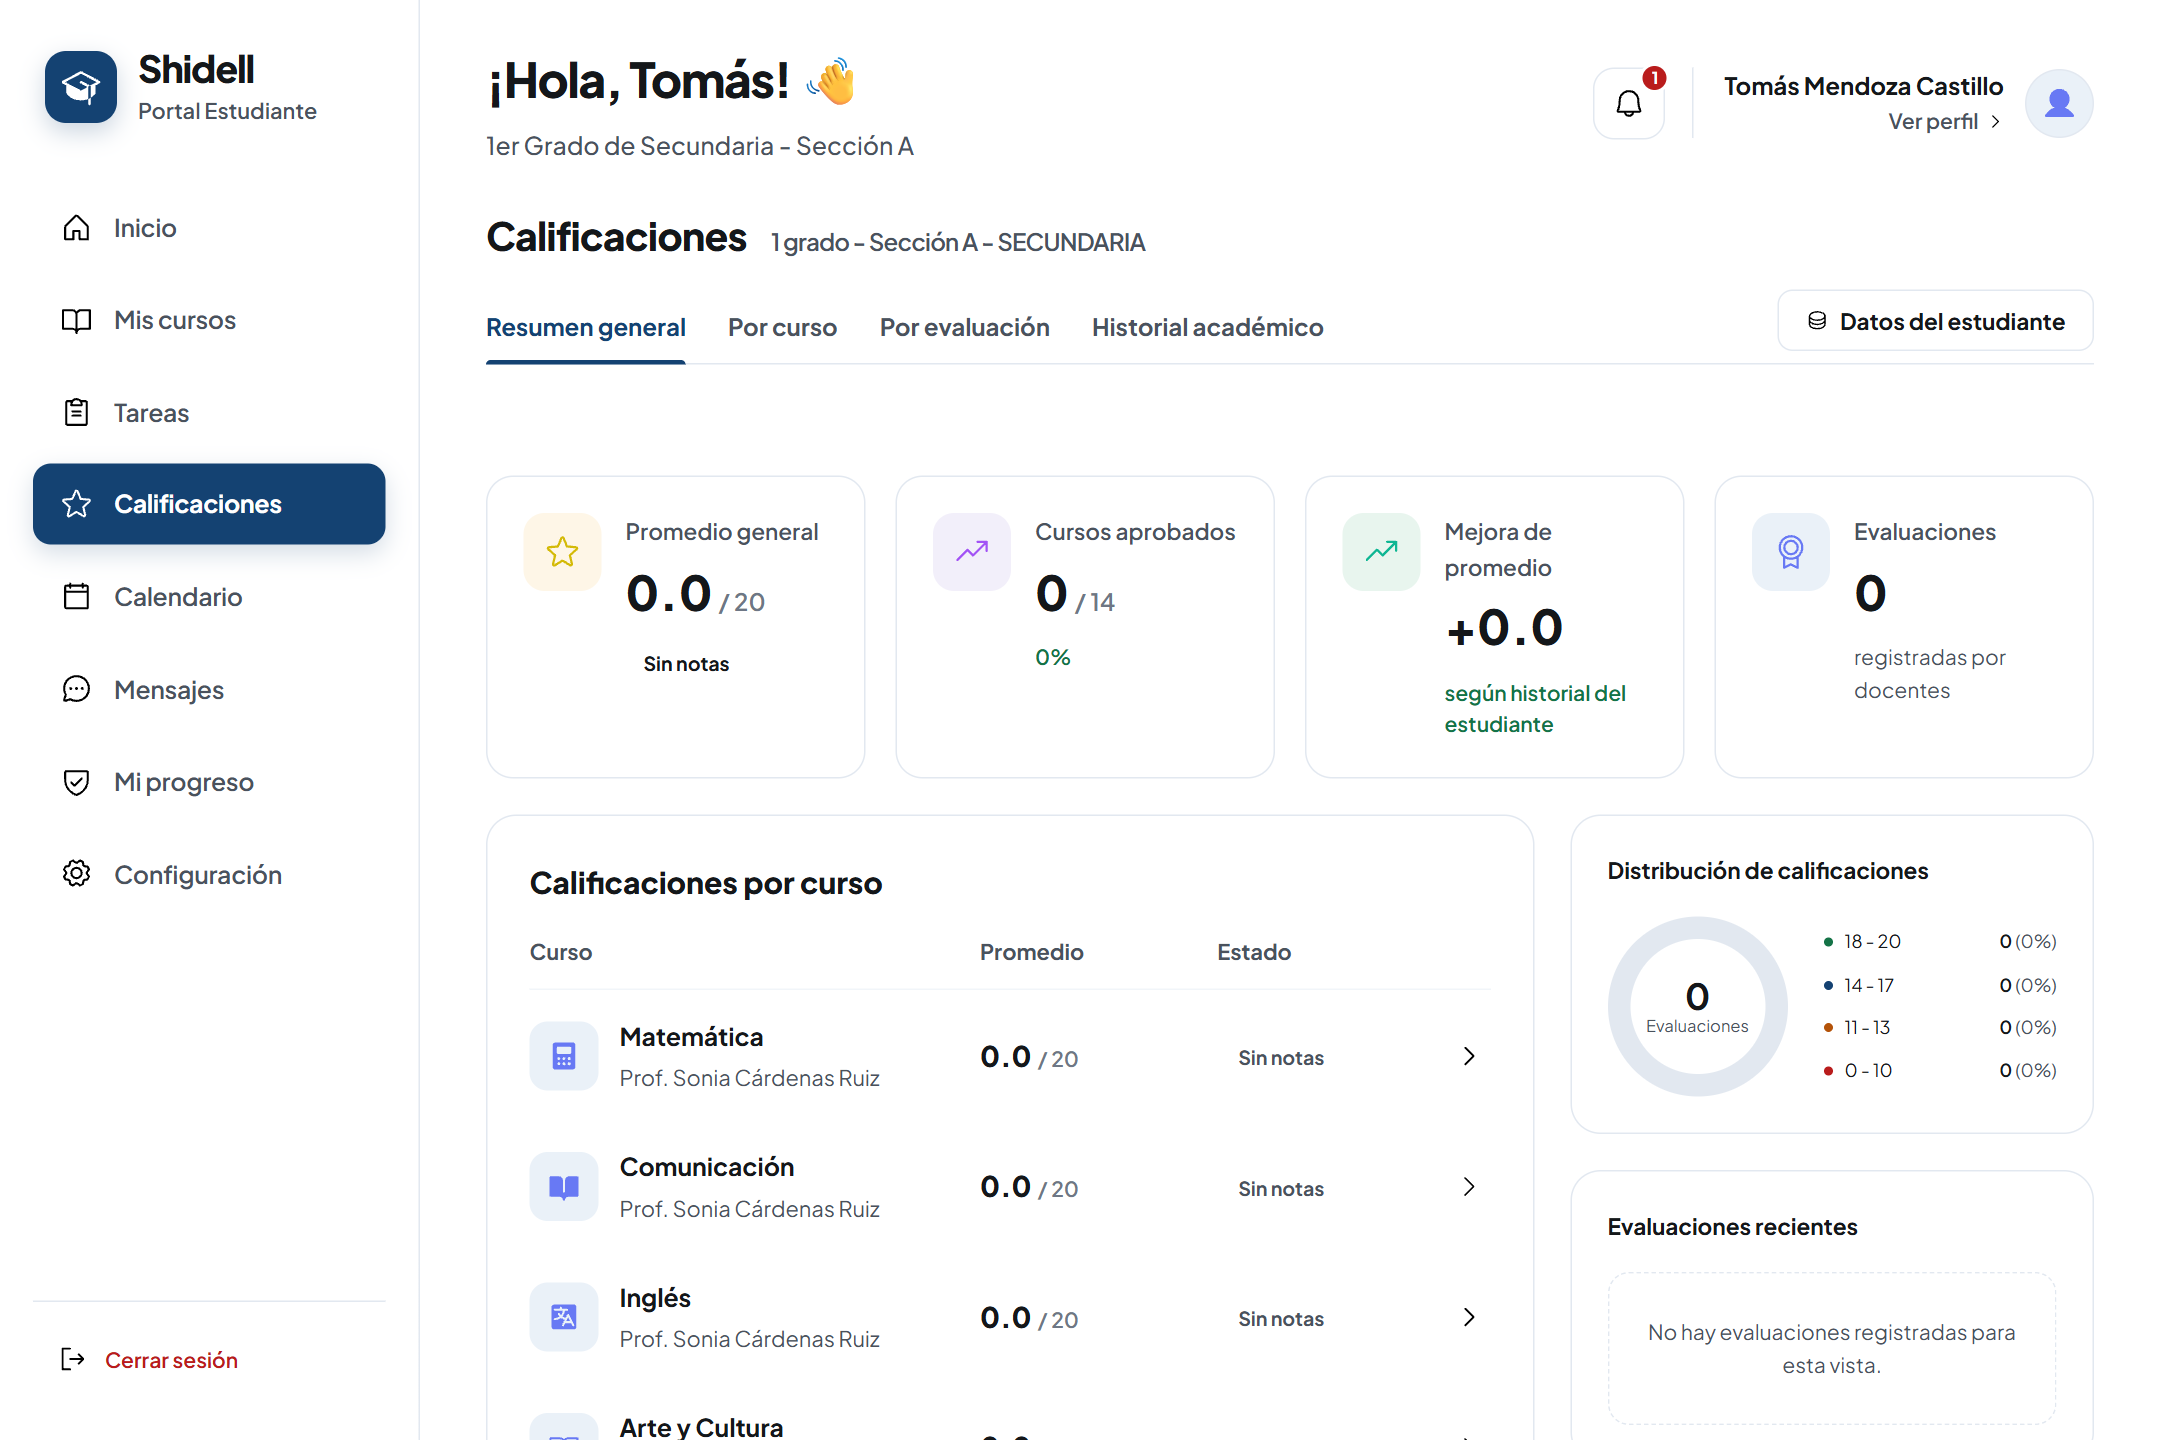 Shidell
Portal Estudiante
Inicio
Mis cursos
Tareas
Calificaciones
Calendario
Mensajes
Mi progreso
Configuración
Cerrar sesión
¡Hola, Tomás! 👋
1er Grado de Secundaria - Sección A
1
Tomás Mendoza Castillo
Ver perfil
Calificaciones 1 grado - Sección A - SECUNDARIA
Resumen general Por curso Por evaluación Historial académico
Datos del estudiante
Promedio general
0.0 / 20
Sin notas
Cursos aprobados
0 / 14
0%
Mejora de
promedio
+0.0
según historial del
estudiante
Evaluaciones
0
registradas por
docentes
Calificaciones por curso
Curso Promedio Estado
Matemática
Prof. Sonia Cárdenas Ruiz
0.0 / 20
Sin notas
Comunicación
Prof. Sonia Cárdenas Ruiz
0.0 / 20
Sin notas
Inglés
Prof. Sonia Cárdenas Ruiz
0.0 / 20
Sin notas
Arte y Cultura
Distribución de calificaciones
0
Evaluaciones
18 - 20 0 (0%)
14 - 17 0 (0%)
11 - 13 0 (0%)
0 - 10 0 (0%)
Evaluaciones recientes
No hay evaluaciones registradas para
esta vista.